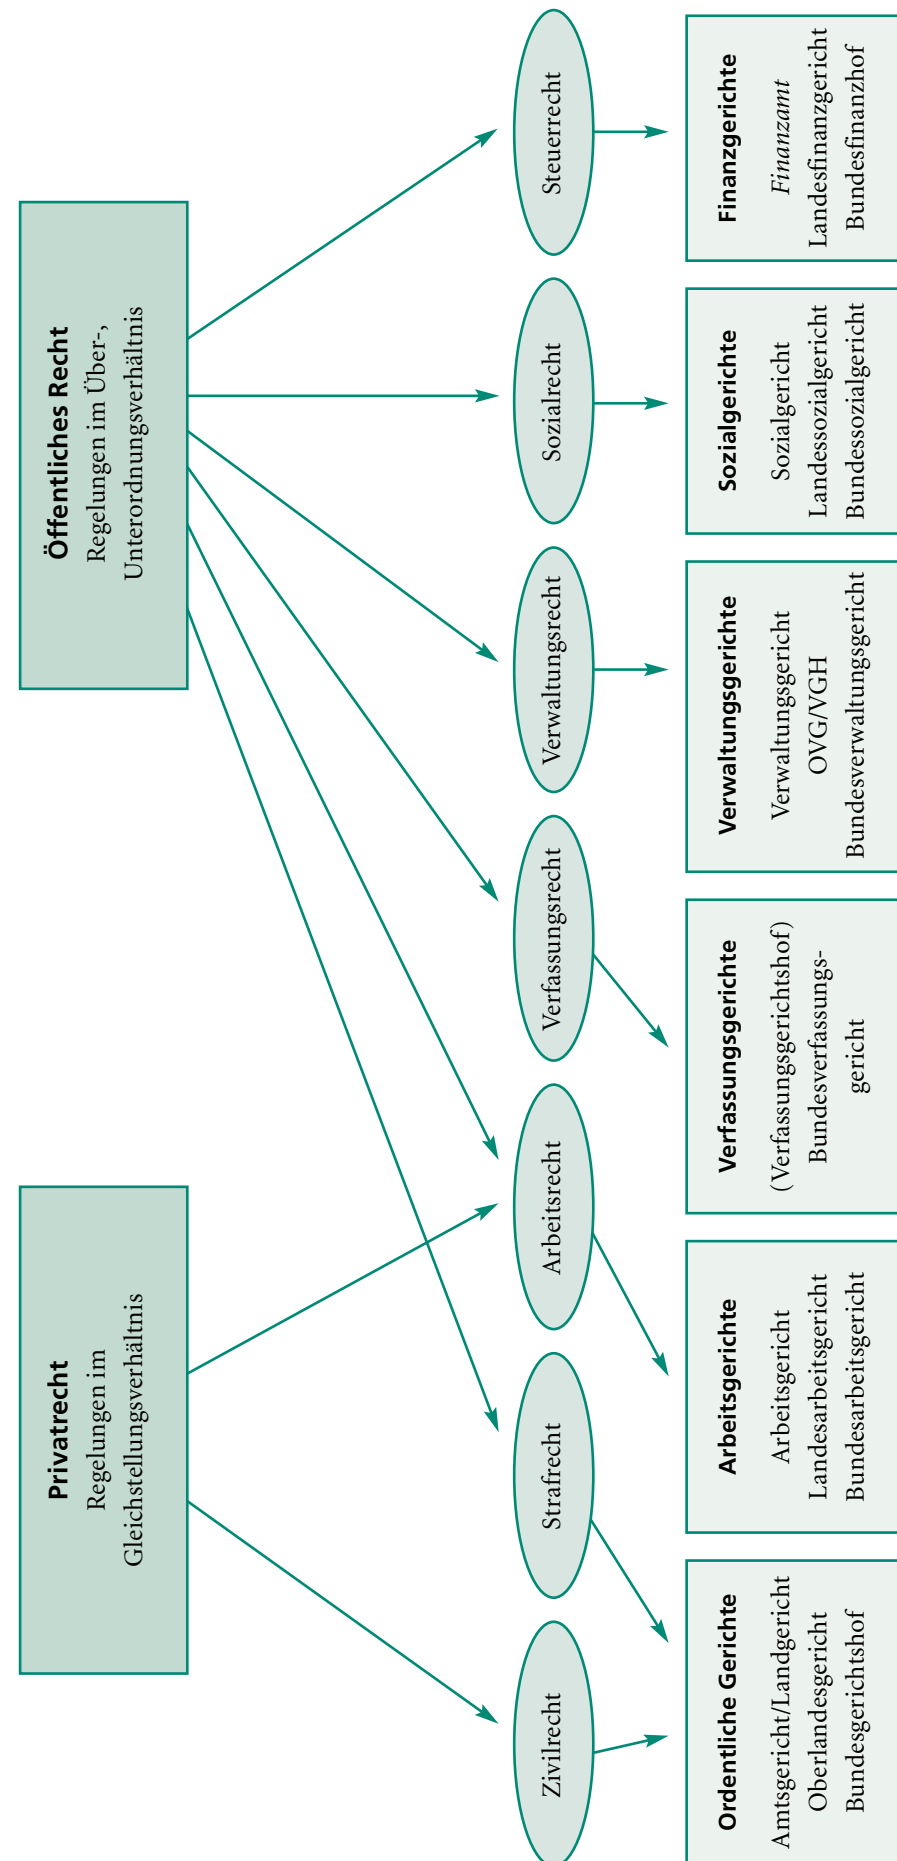 Privatrecht
Regelungen im
Gleichstellungsverhältnis
Öffentliches Recht
Regelungen im Über-,
Unterordnungsverhältnis
Zivilrecht
Strafrecht
Arbeitsrecht
Verfassungsrecht
Verwaltungsrecht
Sozialrecht
Steuerrecht
Ordentliche Gerichte
Amtsgericht/Landgericht
Oberlandesgericht
Bundesgerichtshof
Arbeitsgerichte
Arbeitsgericht
Landesarbeitsgericht
Bundesarbeitsgericht
Verfassungsgerichte
(Verfassungsgerichtshof)
Bundesverfassungs-
gericht
Verwaltungsgerichte
Verwaltungsgericht
OVG/VGH
Bundesverwaltungsgericht
Sozialgerichte
Sozialgericht
Landessozialgericht
Bundessozialgericht
Finanzgerichte
Finanzamt
Landesfinanzgericht
Bundesfinanzhof